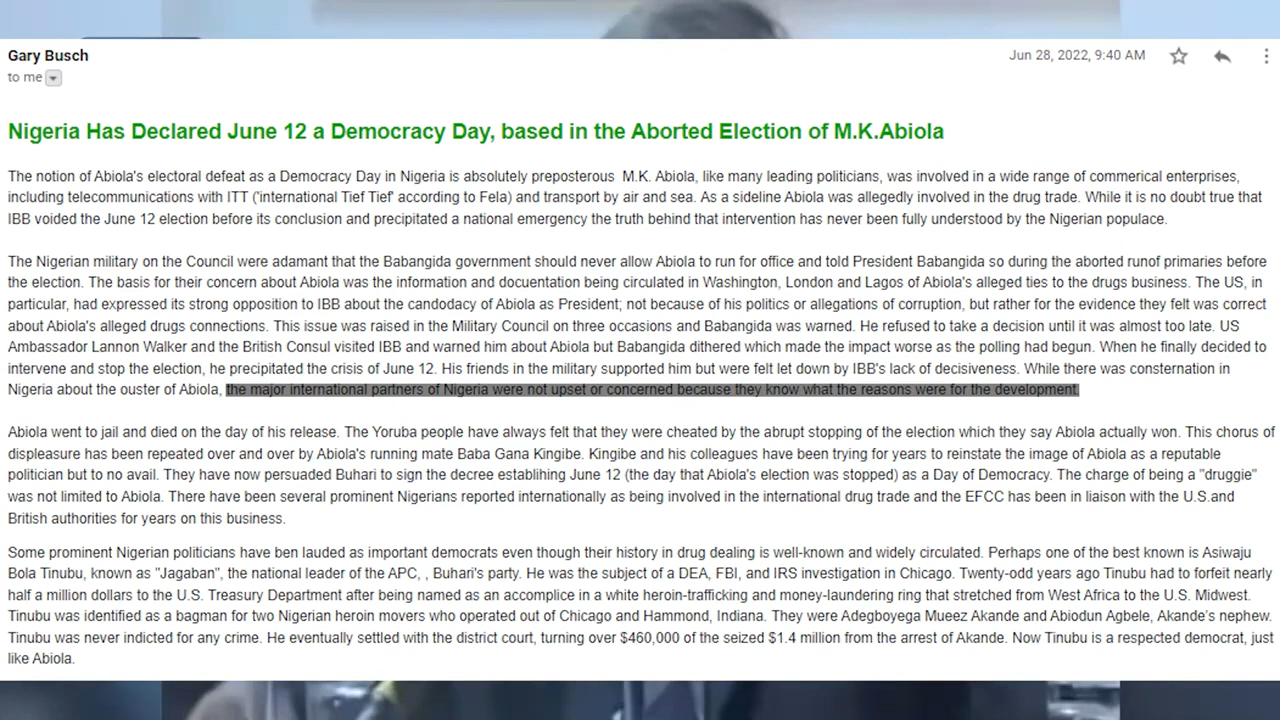 Gary Busch
Jun 28, 2022, 9:40 AM
to me
Nigeria Has Declared June 12 a Democracy Day, based in the Aborted Election of M.K.Abiola
The notion of Abiola's electoral defeat as a Democracy Day in Nigeria is absolutely preposterous  M.K. Abiola, like many leading politicians, was involved in a wide range of commerical enterprises,
including telecommunications with ITT ('international Tief Tief' according to Fela) and transport by air and sea. As a sideline Abiola was allegedly involved in the drug trade. While it is no doubt true that
IBB voided the June 12 election before its conclusion and precipitated a national emergency the truth behind that intervention has never been fully understood by the Nigerian populace.
The Nigerian military on the Council were adamant that the Babangida government should never allow Abiola to run for office and told President Babangida so during the aborted runof primaries before
the election. The basis for their concern about Abiola was the information and docuentation being circulated in Washington, London and Lagos of Abiola's alleged ties to the drugs business. The US, in
particular, had expressed its strong opposition to IBB about the candodacy of Abiola as President; not because of his politics or allegations of corruption, but rather for the evidence they felt was correct
about Abiola's alleged drugs connections. This issue was raised in the Military Council on three occasions and Babangida was warned. He refused to take a decision until it was almost too late. US
Ambassador Lannon Walker and the British Consul visited IBB and warned him about Abiola but Babangida dithered which made the impact worse as the polling had begun. When he finally decided to
intervene and stop the election, he precipitated the crisis of June 12. His friends in the military supported him but were felt let down by IBB's lack of decisiveness. While there was consternation in
Nigeria about the ouster of Abiola, the major international partners of Nigeria were not upset or concerned because they know what the reasons were for the development.
Abiola went to jail and died on the day of his release. The Yoruba people have always felt that they were cheated by the abrupt stopping of the election which they say Abiola actually won. This chorus of
displeasure has been repeated over and over by Abiola's running mate Baba Gana Kingibe. Kingibe and his colleagues have been trying for years to reinstate the image of Abiola as a reputable
politician but to no avail. They have now persuaded Buhari to sign the decree establihing June 12 (the day that Abiola's election was stopped) as a Day of Democracy. The charge of being a "druggie"
was not limited to Abiola. There have been several prominent Nigerians reported internationally as being involved in the international drug trade and the EFCC has been in liaison with the U.S.and
British authorities for years on this business.
Some prominent Nigerian politicians have ben lauded as important democrats even though their history in drug dealing is well-known and widely circulated. Perhaps one of the best known is Asiwaju
Bola Tinubu, known as "Jagaban", the national leader of the APC, , Buhari's party. He was the subject of a DEA, FBI, and IRS investigation in Chicago. Twenty-odd years ago Tinubu had to forfeit nearly
half a million dollars to the U.S. Treasury Department after being named as an accomplice in a white heroin-trafficking and money-laundering ring that stretched from West Africa to the U.S. Midwest.
Tinubu was identified as a bagman for two Nigerian heroin movers who operated out of Chicago and Hammond, Indiana. They were Adegboyega Mueez Akande and Abiodun Agbele, Akande's nephew.
Tinubu was never indicted for any crime. He eventually settled with the district court, turning over $460,000 of the seized $1.4 million from the arrest of Akande. Now Tinubu is a respected democrat, just
like Abiola.